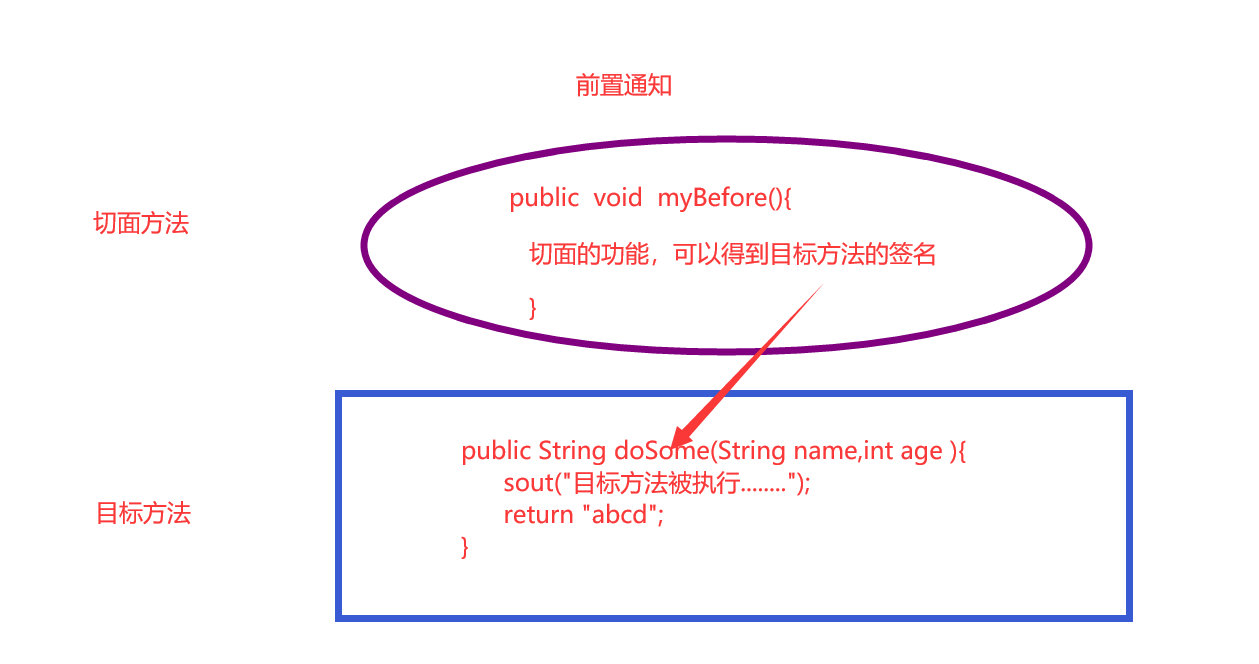 前置通知
切面方法
public  void  myBefore(){
切面的功能，可以得到目标方法的签名
}
目标方法
public String doSome(String name,int age ){
sout("目标方法被执行........");
return "abcd";
}